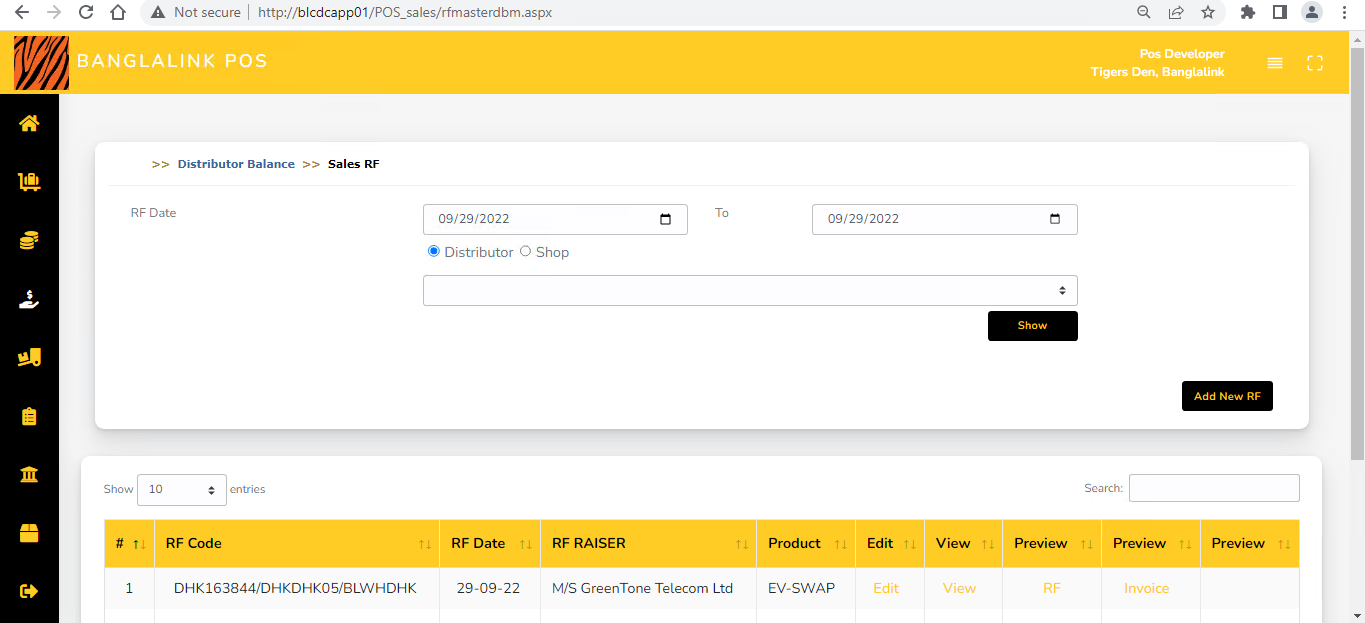 Not secure | http://blcdcapp01/POS_sales/rfmasterdbm.aspx
BANGLALINK POS
Pos Developer
Tigers Den, Banglalink
>> Distributor Balance >> Sales RF
RF Date 09/29/2022 To 09/29/2022
Distributor Shop
Show
Add New RF
Show 10 entries Search:
# RF Code RF Date RF RAISER Product Edit View Preview Preview Preview
1 DHK163844/DHKDHK05/BLWHDHK 29-09-22 M/S GreenTone Telecom Ltd EV-SWAP Edit View RF Invoice